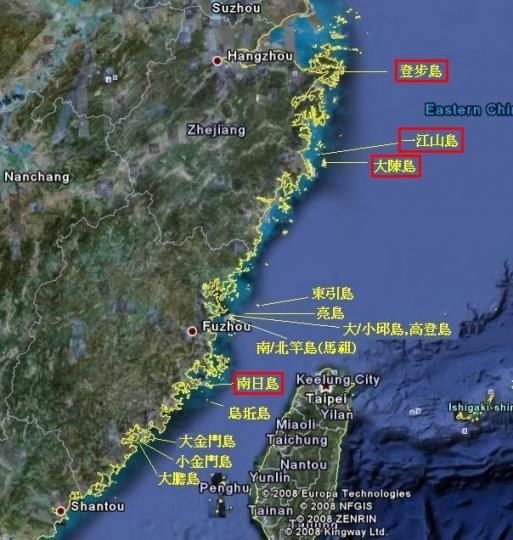 Suzhou
Hangzhou
登步島
Eastern Chin
Zhejiang
一江山島
大陳島
Nanchang
東引島
亮島
大/小邱島,高登島
Fuzhou
南/北竿島(馬祖)
南日島
Keelung City
Taipei
烏坵島
Yilan
Ishigaki-shim
Miaoli
Taichung
大金門島
小金門島
大膽島
Nantou
Yunlin
Penghu
Tainan
Shantou
© 2008 Europa Technologies
© 2008 NFGIS
© 2008 ZENRIN
© 2008 Kingway Ltd.